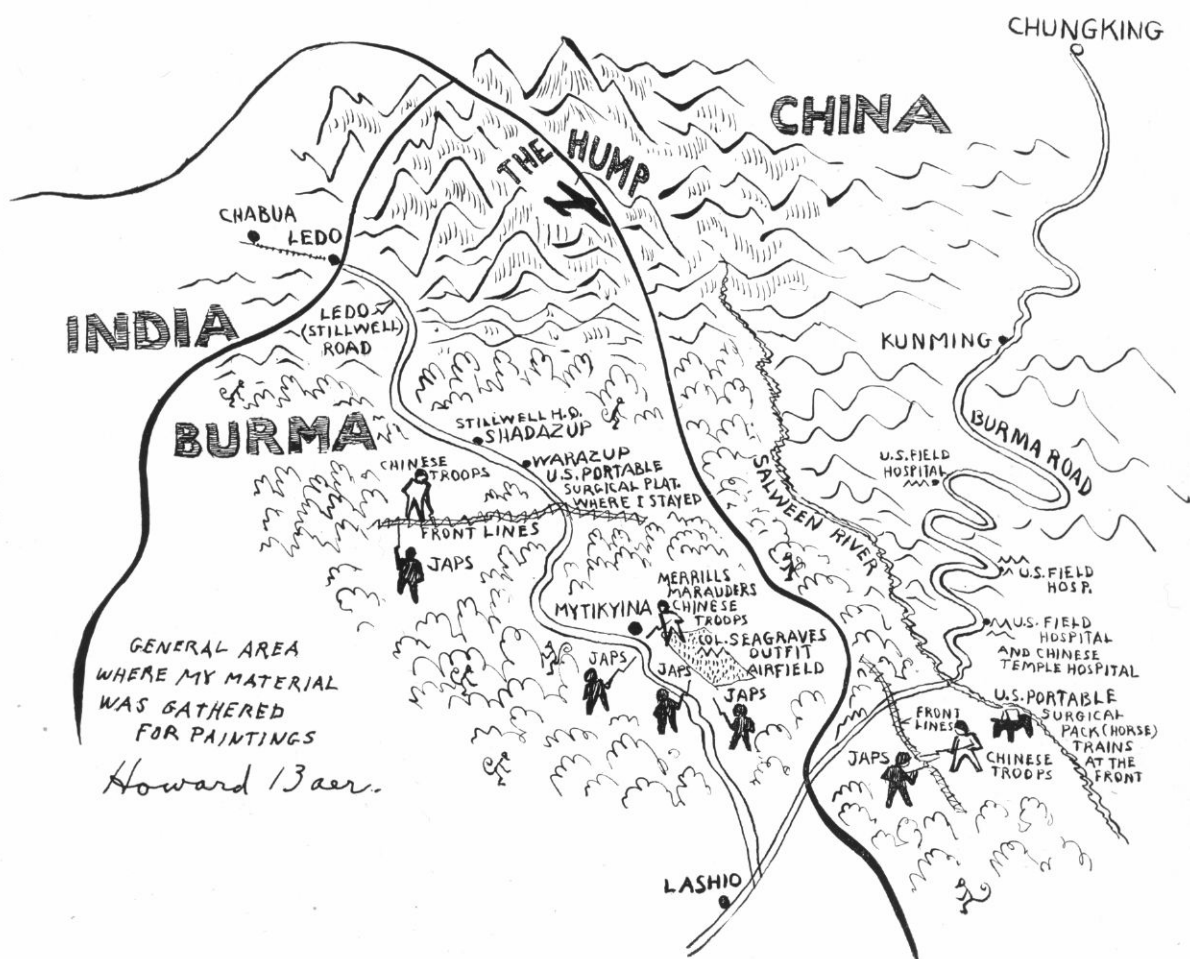 CHUNGKING
CHINA
THE HUMP
CHABUA
LEDO
INDIA
LEDO
(STILLWELL)
ROAD
KUNMING
BURMA
STILLWELL H.Q.
SHADAZUP
WARAZUP
U.S. PORTABLE
SURGICAL PLAT.
WHERE I STAYED
CHINESE
TROOPS
FRONT LINES
JAPS
SALWEEN RIVER
BURMA ROAD
U.S. FIELD
HOSPITAL
U.S. FIELD
HOSP.
U.S. FIELD
HOSPITAL
AND CHINESE
TEMPLE HOSPITAL
MERRILLS
MARAUDERS
CHINESE
TROOPS
MYTIKYINA
COL. SEAGRAVES
OUTFIT
AIRFIELD
JAPS
JAPS
JAPS
U.S. PORTABLE
SURGICAL
PACK (HORSE)
TRAINS
AT THE
FRONT
FRONT
LINES
JAPS
CHINESE
TROOPS
LASHIO
GENERAL AREA
WHERE MY MATERIAL
WAS GATHERED
FOR PAINTINGS
Howard Baer.